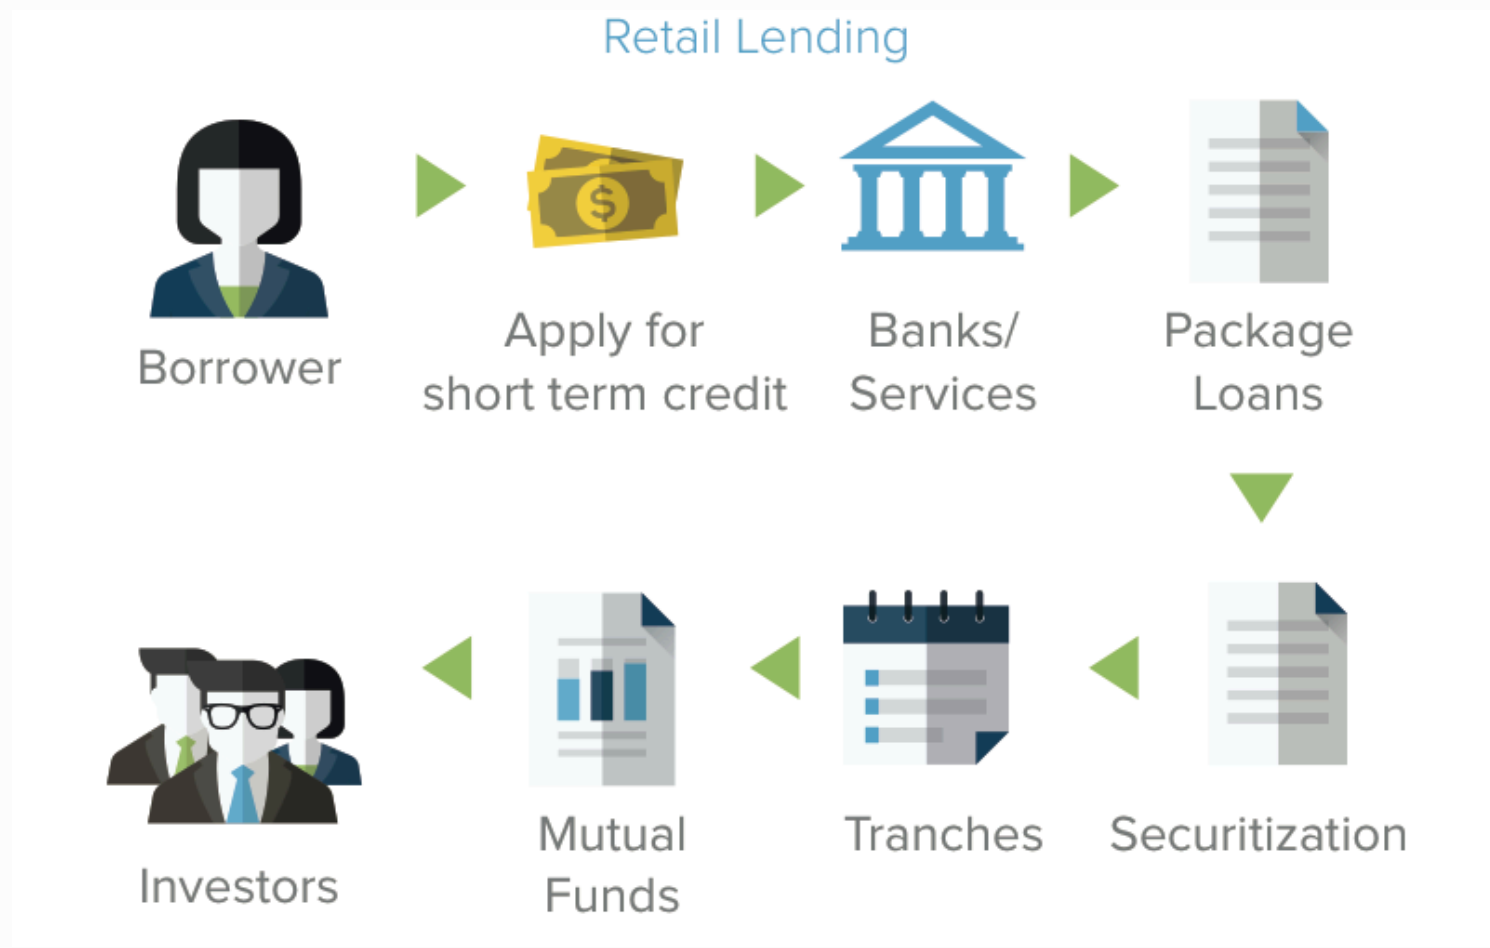 Retail Lending
$
Borrower
Apply for
short term credit
Banks/
Services
Package
Loans
Investors
Mutual
Funds
Tranches
Securitization